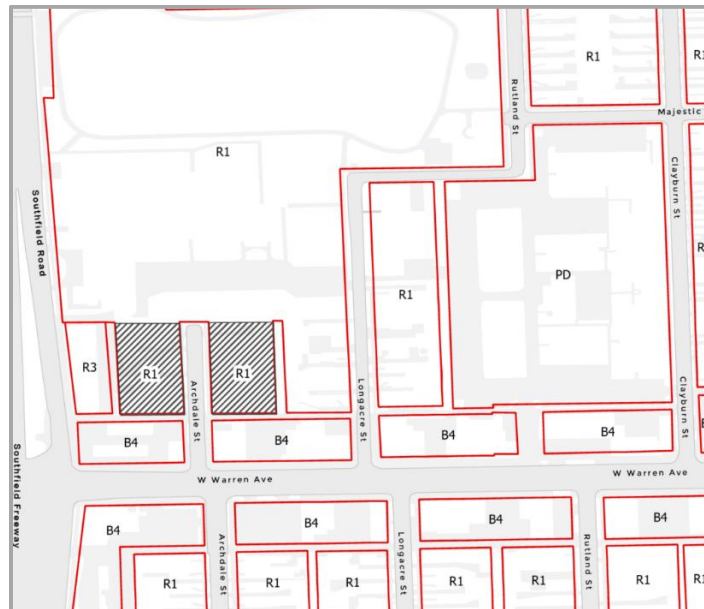 R1
R1
Rutland St
Majestic
R1
Clayburn St
Southfield Road
R1
PD
R3
R1
R1
Archdale St
Longacre St
Clayburn St
B4
B4
B4
B4
W Warren Ave
W Warren Ave
Southfield Freeway
B4
B4
B4
B4
Archdale St
Longacre St
Rutland St
R1
R1
R1
R1
R1
R1